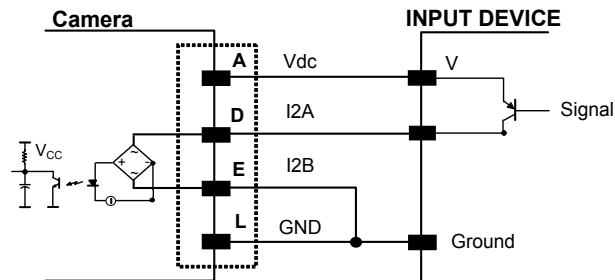 Camera
INPUT DEVICE
A
Vdc
V
D
I2A
Signal
VCC
E
I2B
L
GND
Ground